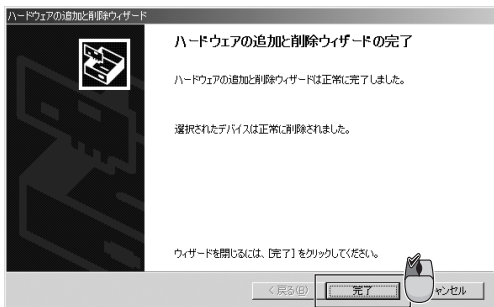 ハードウェアの追加と削除ウィザード
ハードウェアの追加と削除ウィザードの完了
ハードウェアの追加と削除ウィザードは正常に完了しました。
選択されたデバイスは正常に削除されました。
ウィザードを閉じるには、[完了] をクリックしてください。
< 戻る(B)
完了
ャンセル